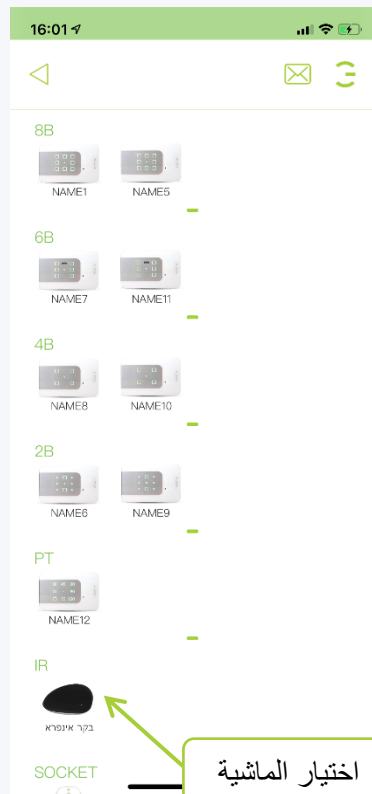 16:01
8B
NAME1 NAME5
6B
NAME7 NAME11
4B
NAME8 NAME10
2B
NAME6 NAME9
PT
NAME12
IR
בקר אינפרא
SOCKET
اختيار الماشية